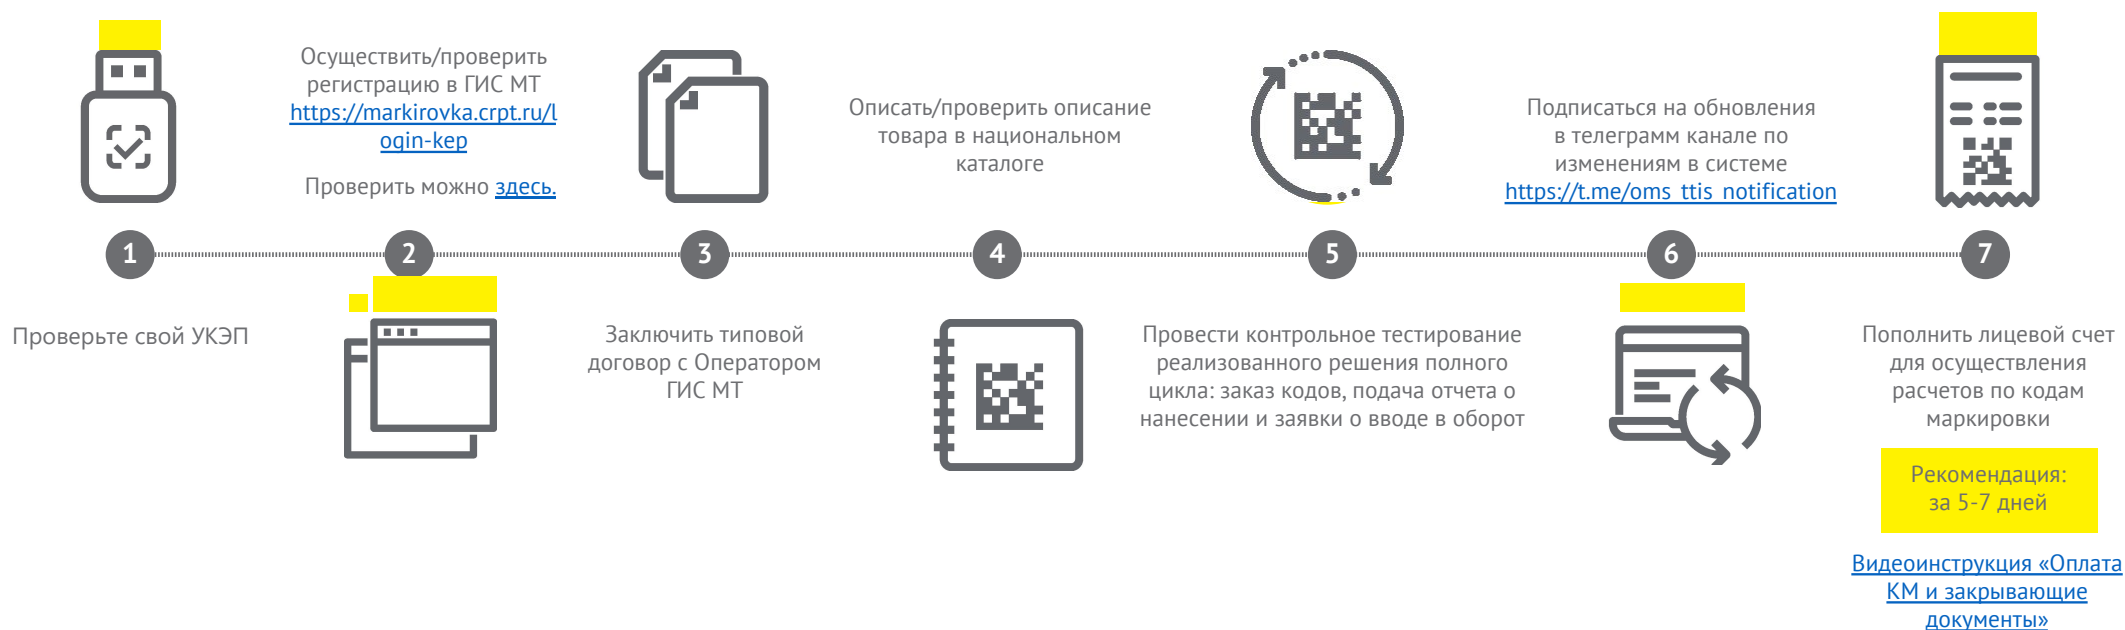 1
Проверьте свой УКЭП
Осуществить/проверить
регистрацию в ГИС МТ
https://markirovka.crpt.ru/l
ogin-kep
Проверить можно здесь.
2
3
Заключить типовой
договор с Оператором
ГИС МТ
Описать/проверить описание
товара в национальном
каталоге
4
5
Провести контрольное тестирование
реализованного решения полного
цикла: заказ кодов, подача отчета о
нанесении и заявки о вводе в оборот
Подписаться на обновления
в телеграмм канале по
изменениям в системе
https://t.me/oms_ttis_notification
6
7
Пополнить лицевой счет
для осуществления
расчетов по кодам
маркировки
Рекомендация:
за 5-7 дней
Видеоинструкция «Оплата
КМ и закрывающие
документы»